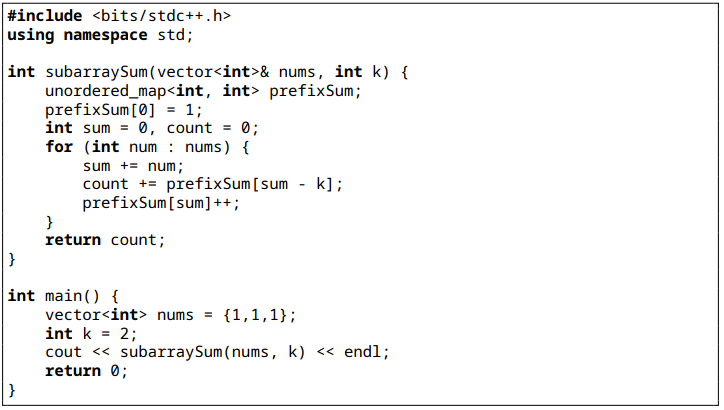 #include <bits/stdc++.h>
using namespace std;

int subarraySum(vector<int>& nums, int k) {
    unordered_map<int, int> prefixSum;
    prefixSum[0] = 1;
    int sum = 0, count = 0;
    for (int num : nums) {
        sum += num;
        count += prefixSum[sum - k];
        prefixSum[sum]++;
    }
    return count;
}

int main() {
    vector<int> nums = {1,1,1};
    int k = 2;
    cout << subarraySum(nums, k) << endl;
    return 0;
}